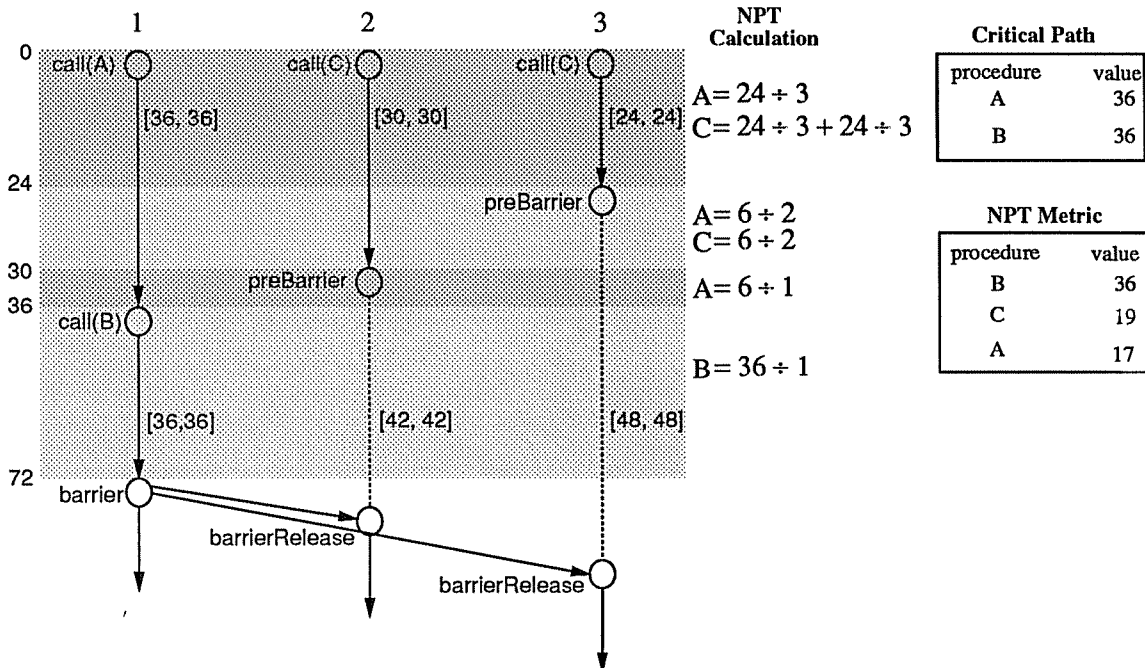 1 2 3
0
call(A) call(C) call(C)
[36, 36] [30, 30] [24, 24]
24
preBarrier
30
preBarrier
36
call(B)
[36,36] [42, 42] [48, 48]
72
barrier
barrierRelease
barrierRelease
NPT
Calculation
A= 24 ÷ 3
C= 24 ÷ 3 + 24 ÷ 3
A= 6 ÷ 2
C= 6 ÷ 2
A= 6 ÷ 1
B= 36 ÷ 1
Critical Path
procedure value
A 36
B 36
NPT Metric
procedure value
B 36
C 19
A 17